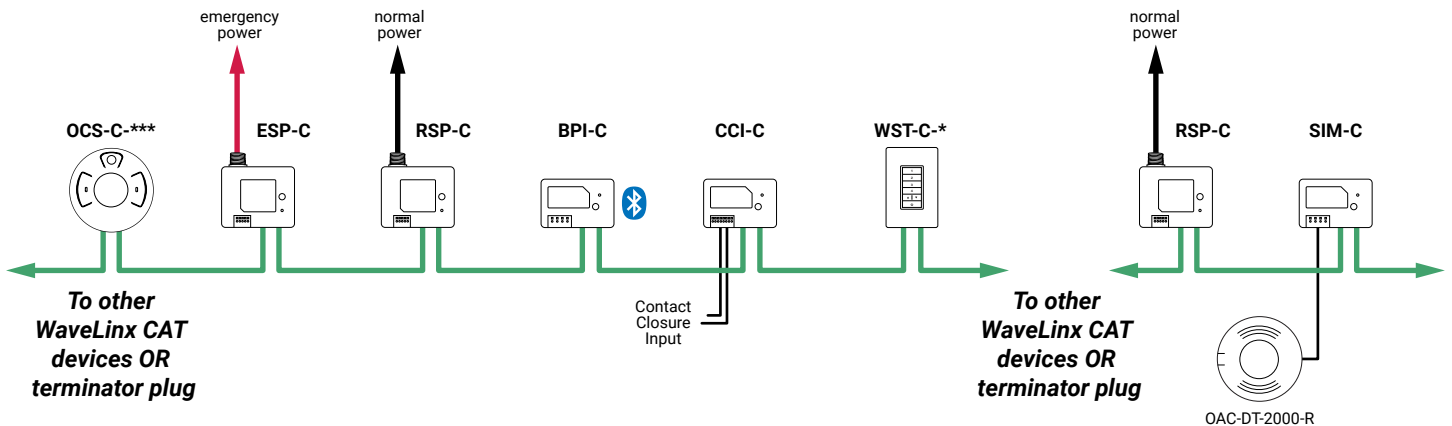 emergency
power
normal
power
normal
power
OCS-C-***
ESP-C
RSP-C
BPI-C
CCI-C
WST-C-*
RSP-C
SIM-C
To other
WaveLinx CAT
devices OR
terminator plug
Contact
Closure
Input
To other
WaveLinx CAT
devices OR
terminator plug
OAC-DT-2000-R